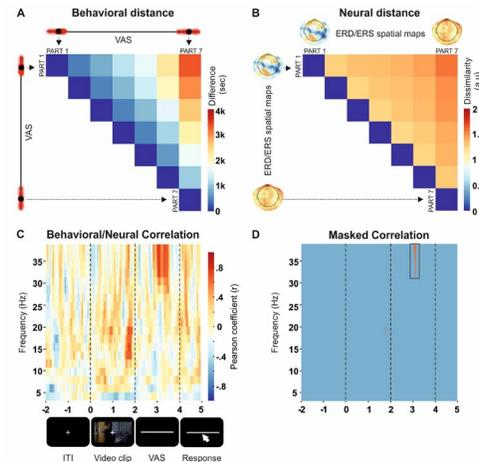 A
Behavioral distance
VAS
PART 1
PART 7
PART 1
VAS
PART 7
Difference
(sec)
4k
3k
2k
1k
0
B
Neural distance
ERD/ERS spatial maps
PART 1
PART 7
PART 1
ERD/ERS spatial maps
PART 7
Dissimilarity
(a.u)
2
1.5
1
.5
0
C
Behavioral/Neural Correlation
Frequency (Hz)
35
30
25
20
15
10
5
-2 -1 0 1 2 3 4 5
.8
.4
0
-.4
-.8
Pearson coefficient (r)
ITI
Video clip
VAS
Response
D
Masked Correlation
Frequency (Hz)
35
30
25
20
15
10
5
-2 -1 0 1 2 3 4 5